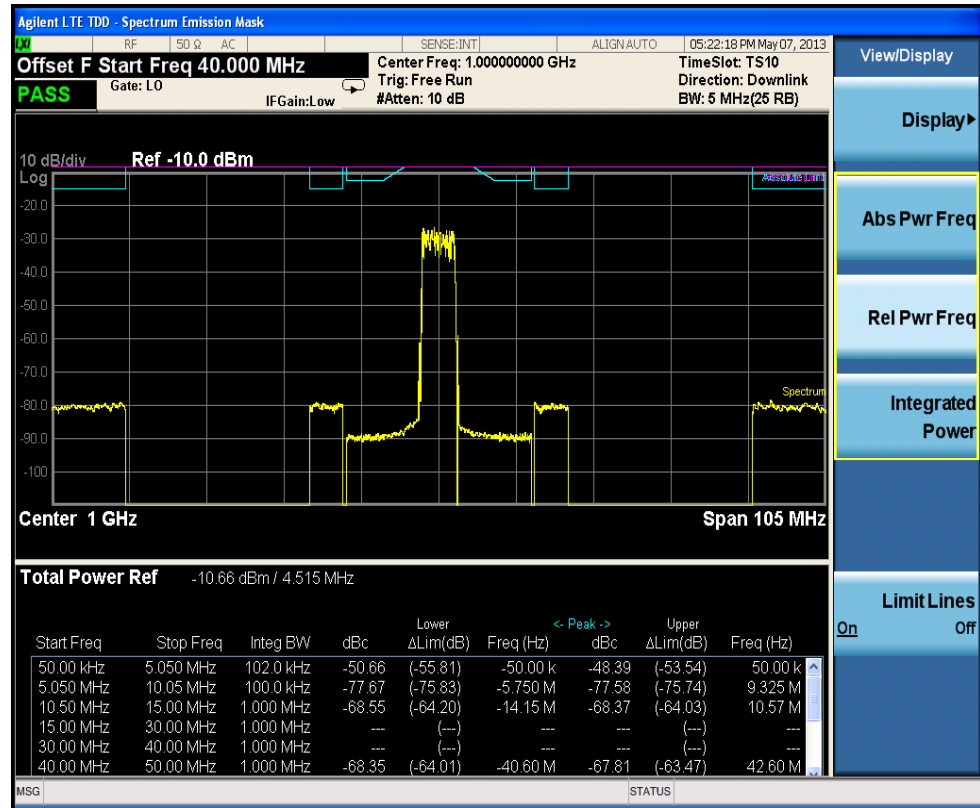 Agilent LTE TDD - Spectrum Emission Mask
LXI RF 50 Ω AC SENSE:INT ALIGN AUTO 05:22:18 PM May 07, 2013
Offset F Start Freq 40.000 MHz
Center Freq: 1.000000000 GHz
TimeSlot: TS10
PASS
Gate: LO
IFGain:Low
Trig: Free Run
Direction: Downlink
#Atten: 10 dB
BW: 5 MHz(25 RB)
View/Display
Display
Abs Pwr Freq
Rel Pwr Freq
Integrated
Power
Limit Lines
On Off
10 dB/div Ref -10.0 dBm
Log
Absolute Limit
-20.0
-30.0
-40.0
-50.0
-60.0
-70.0
Spectrum
-80.0
-90.0
-100
Center 1 GHz Span 105 MHz
Total Power Ref -10.66 dBm / 4.515 MHz
Lower <- Peak -> Upper
Start Freq Stop Freq Integ BW dBc ΔLim(dB) Freq (Hz) dBc ΔLim(dB) Freq (Hz)
50.00 kHz 5.050 MHz 102.0 kHz -50.66 (-55.81) -50.00 k -48.39 (-53.54) 50.00 k
5.050 MHz 10.05 MHz 100.0 kHz -77.67 (-75.83) -5.750 M -77.58 (-75.74) 9.325 M
10.50 MHz 15.00 MHz 1.000 MHz -68.55 (-64.20) -14.15 M -68.37 (-64.03) 10.57 M
15.00 MHz 30.00 MHz 1.000 MHz --- (---) --- --- (---) ---
30.00 MHz 40.00 MHz 1.000 MHz --- (---) --- --- (---) ---
40.00 MHz 50.00 MHz 1.000 MHz -68.35 (-64.01) -40.60 M -67.81 (-63.47) 42.60 M
MSG STATUS